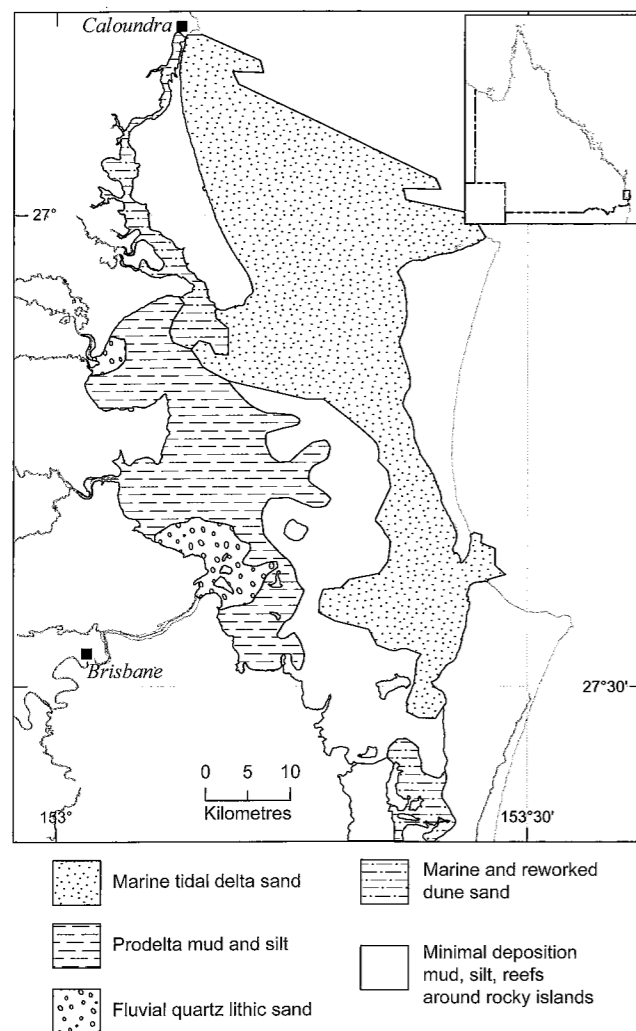 Caloundra
27°
Brisbane
27°30'
0 5 10
Kilometres
153°
153°30'
Marine tidal delta sand
Prodelta mud and silt
Fluvial quartz lithic sand
Marine and reworked
dune sand
Minimal deposition
mud, silt, reefs
around rocky islands